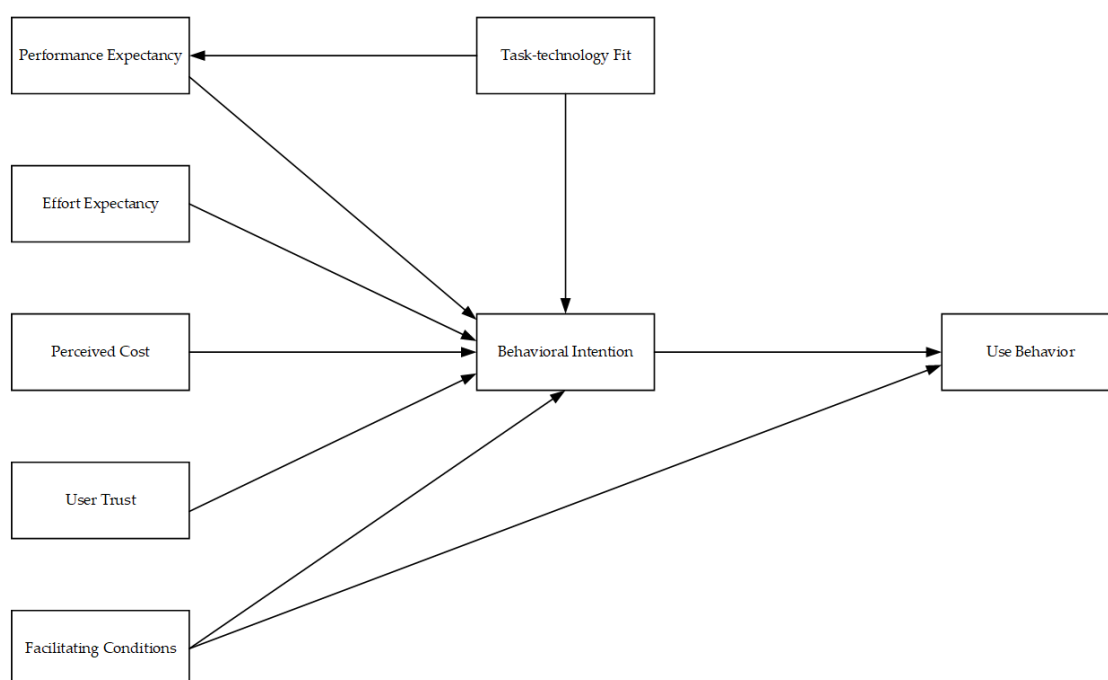 Performance Expectancy
Task-technology Fit
Effort Expectancy
Perceived Cost
Behavioral Intention
Use Behavior
User Trust
Facilitating Conditions